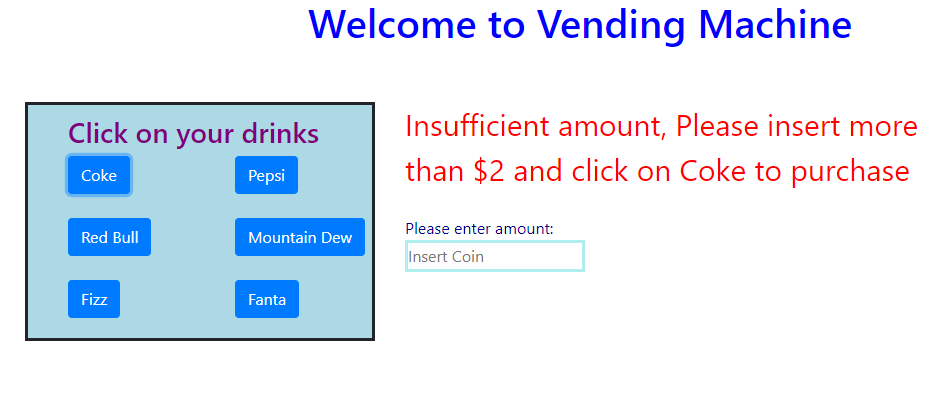 Welcome to Vending Machine
Click on your drinks
Coke
Pepsi
Red Bull
Mountain Dew
Fizz
Fanta
Insufficient amount, Please insert more
than $2 and click on Coke to purchase
Please enter amount:
Insert Coin